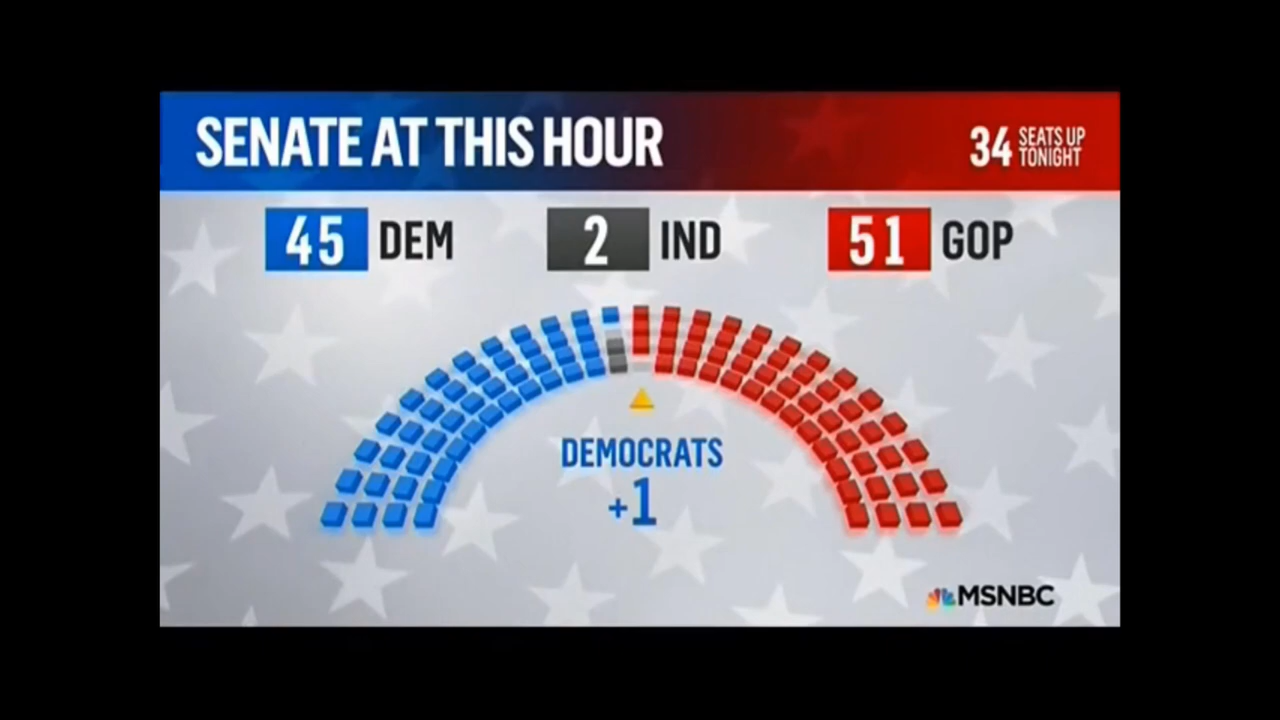 SENATE AT THIS HOUR
34 SEATS UP
TONIGHT
45 DEM
2 IND
51 GOP
DEMOCRATS
+1
MSNBC